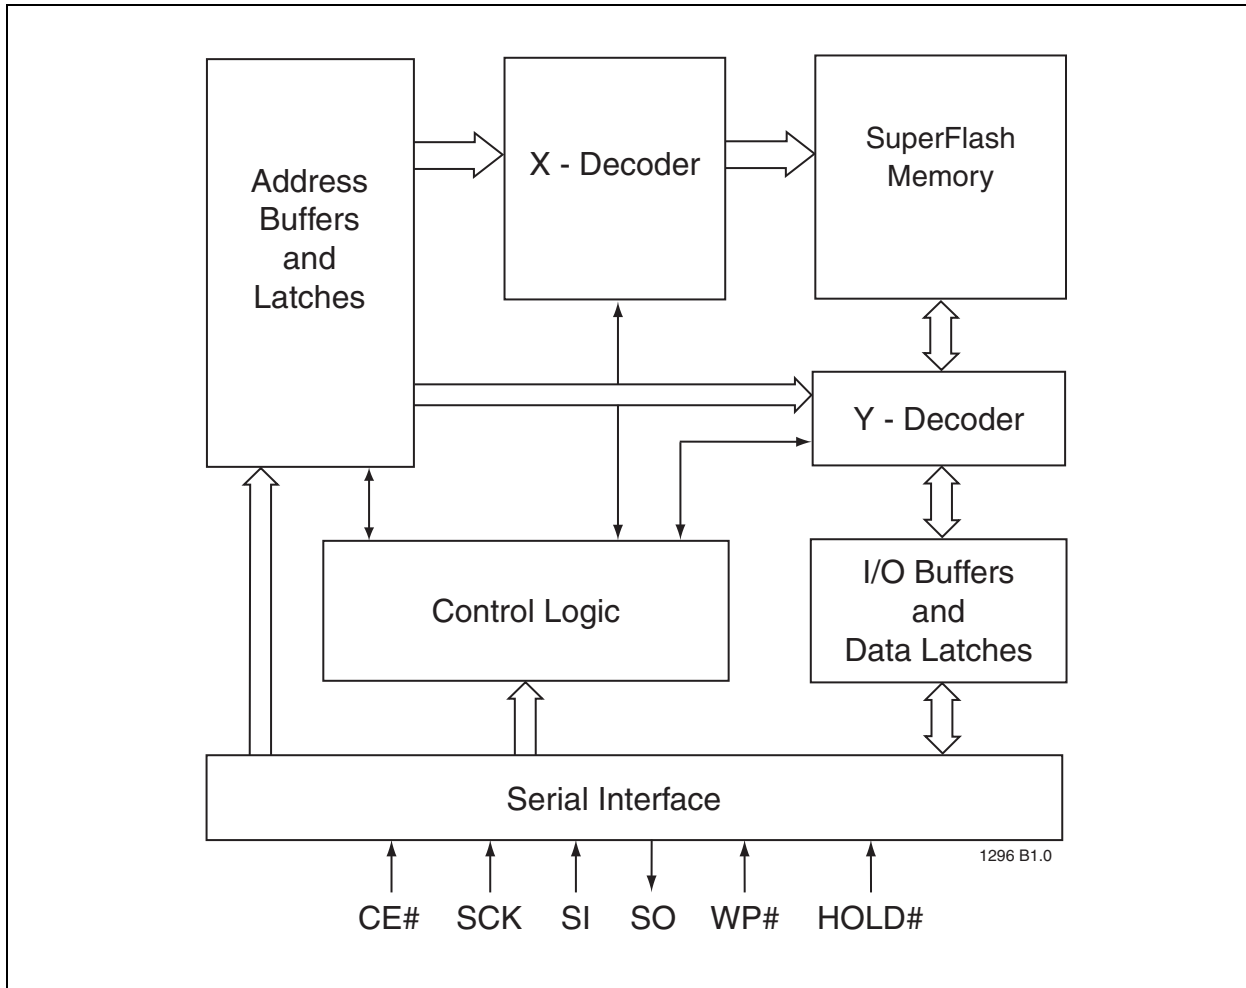 Address
Buffers
and
Latches
X - Decoder
SuperFlash
Memory
Y - Decoder
Control Logic
I/O Buffers
and
Data Latches
Serial Interface
1296 B1.0
CE# SCK SI SO WP# HOLD#